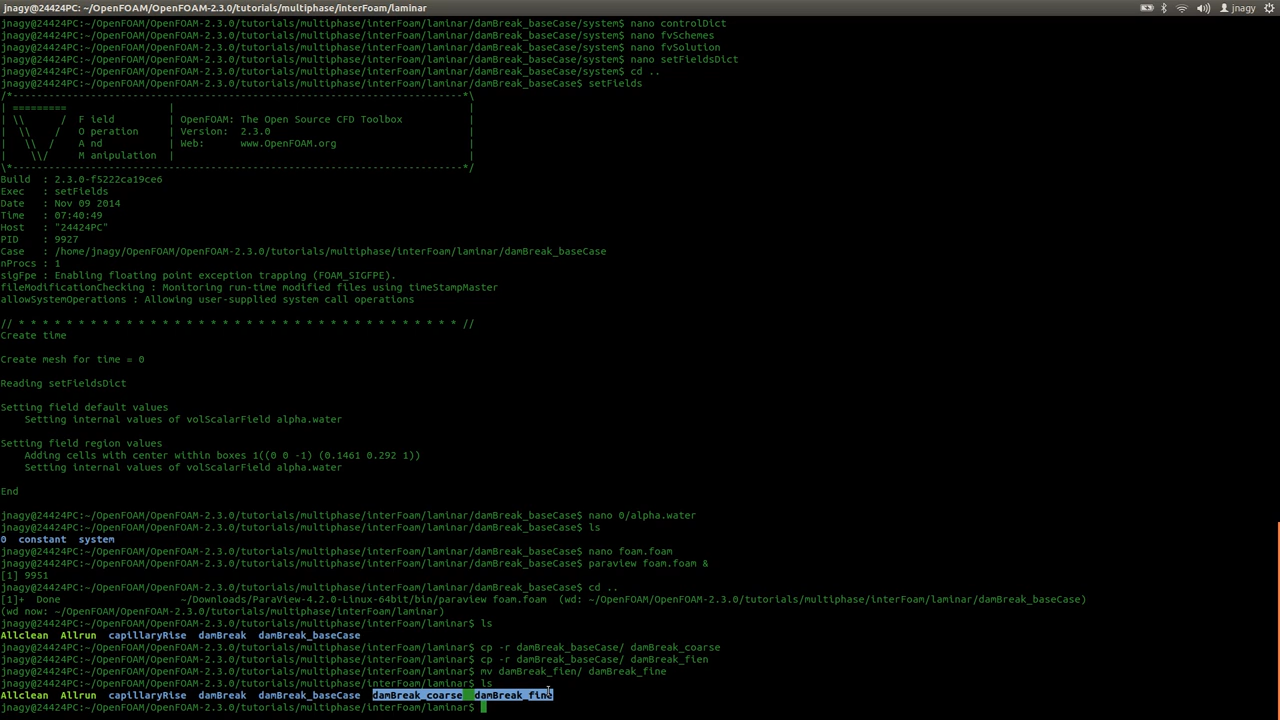 jnagy@24424PC:~/OpenFOAM/OpenFOAM-2.3.0/tutorials/multiphase/interFoam/laminar
jnagy
jnagy@24424PC:~/OpenFOAM/OpenFOAM-2.3.0/tutorials/multiphase/interFoam/laminar/damBreak_baseCase/system$ nano controlDict
jnagy@24424PC:~/OpenFOAM/OpenFOAM-2.3.0/tutorials/multiphase/interFoam/laminar/damBreak_baseCase/system$ nano fvSchemes
jnagy@24424PC:~/OpenFOAM/OpenFOAM-2.3.0/tutorials/multiphase/interFoam/laminar/damBreak_baseCase/system$ nano fvSolution
jnagy@24424PC:~/OpenFOAM/OpenFOAM-2.3.0/tutorials/multiphase/interFoam/laminar/damBreak_baseCase/system$ nano setFieldsDict
jnagy@24424PC:~/OpenFOAM/OpenFOAM-2.3.0/tutorials/multiphase/interFoam/laminar/damBreak_baseCase/system$ cd ..
jnagy@24424PC:~/OpenFOAM/OpenFOAM-2.3.0/tutorials/multiphase/interFoam/laminar/damBreak_baseCase$ setFields
/*---------------------------------------------------------------------------*\
| =========                 |                                                 |
| \\      /  F ield         | OpenFOAM: The Open Source CFD Toolbox           |
|  \\    /   O peration     | Version:  2.3.0                                 |
|   \\  /    A nd           | Web:      www.OpenFOAM.org                      |
|    \\/     M anipulation  |                                                 |
\*---------------------------------------------------------------------------*/
Build  : 2.3.0-f5222ca19ce6
Exec   : setFields
Date   : Nov 09 2014
Time   : 07:40:49
Host   : "24424PC"
PID    : 9927
Case   : /home/jnagy/OpenFOAM/OpenFOAM-2.3.0/tutorials/multiphase/interFoam/laminar/damBreak_baseCase
nProcs : 1
sigFpe : Enabling floating point exception trapping (FOAM_SIGFPE).
fileModificationChecking : Monitoring run-time modified files using timeStampMaster
allowSystemOperations : Allowing user-supplied system call operations
// * * * * * * * * * * * * * * * * * * * * * * * * * * * * * * * * * * * * * //
Create time
Create mesh for time = 0
Reading setFieldsDict
Setting field default values
    Setting internal values of volScalarField alpha.water
Setting field region values
    Adding cells with center within boxes 1((0 0 -1) (0.1461 0.292 1))
    Setting internal values of volScalarField alpha.water
End
jnagy@24424PC:~/OpenFOAM/OpenFOAM-2.3.0/tutorials/multiphase/interFoam/laminar/damBreak_baseCase$ nano 0/alpha.water
jnagy@24424PC:~/OpenFOAM/OpenFOAM-2.3.0/tutorials/multiphase/interFoam/laminar/damBreak_baseCase$ ls
0  constant  system
jnagy@24424PC:~/OpenFOAM/OpenFOAM-2.3.0/tutorials/multiphase/interFoam/laminar/damBreak_baseCase$ nano foam.foam
jnagy@24424PC:~/OpenFOAM/OpenFOAM-2.3.0/tutorials/multiphase/interFoam/laminar/damBreak_baseCase$ paraview foam.foam &
[1] 9951
jnagy@24424PC:~/OpenFOAM/OpenFOAM-2.3.0/tutorials/multiphase/interFoam/laminar/damBreak_baseCase$ cd ..
[1]+  Done          ~/Downloads/ParaView-4.2.0-Linux-64bit/bin/paraview foam.foam  (wd: ~/OpenFOAM/OpenFOAM-2.3.0/tutorials/multiphase/interFoam/laminar/damBreak_baseCase)
(wd now: ~/OpenFOAM/OpenFOAM-2.3.0/tutorials/multiphase/interFoam/laminar)
jnagy@24424PC:~/OpenFOAM/OpenFOAM-2.3.0/tutorials/multiphase/interFoam/laminar$ ls
Allclean  Allrun  capillaryRise  damBreak  damBreak_baseCase
jnagy@24424PC:~/OpenFOAM/OpenFOAM-2.3.0/tutorials/multiphase/interFoam/laminar$ cp -r damBreak_baseCase/ damBreak_coarse
jnagy@24424PC:~/OpenFOAM/OpenFOAM-2.3.0/tutorials/multiphase/interFoam/laminar$ cp -r damBreak_baseCase/ damBreak_fien
jnagy@24424PC:~/OpenFOAM/OpenFOAM-2.3.0/tutorials/multiphase/interFoam/laminar$ mv damBreak_fien/ damBreak_fine
jnagy@24424PC:~/OpenFOAM/OpenFOAM-2.3.0/tutorials/multiphase/interFoam/laminar$ ls
Allclean  Allrun  capillaryRise  damBreak  damBreak_baseCase  damBreak_coarse  damBreak_fine
jnagy@24424PC:~/OpenFOAM/OpenFOAM-2.3.0/tutorials/multiphase/interFoam/laminar$